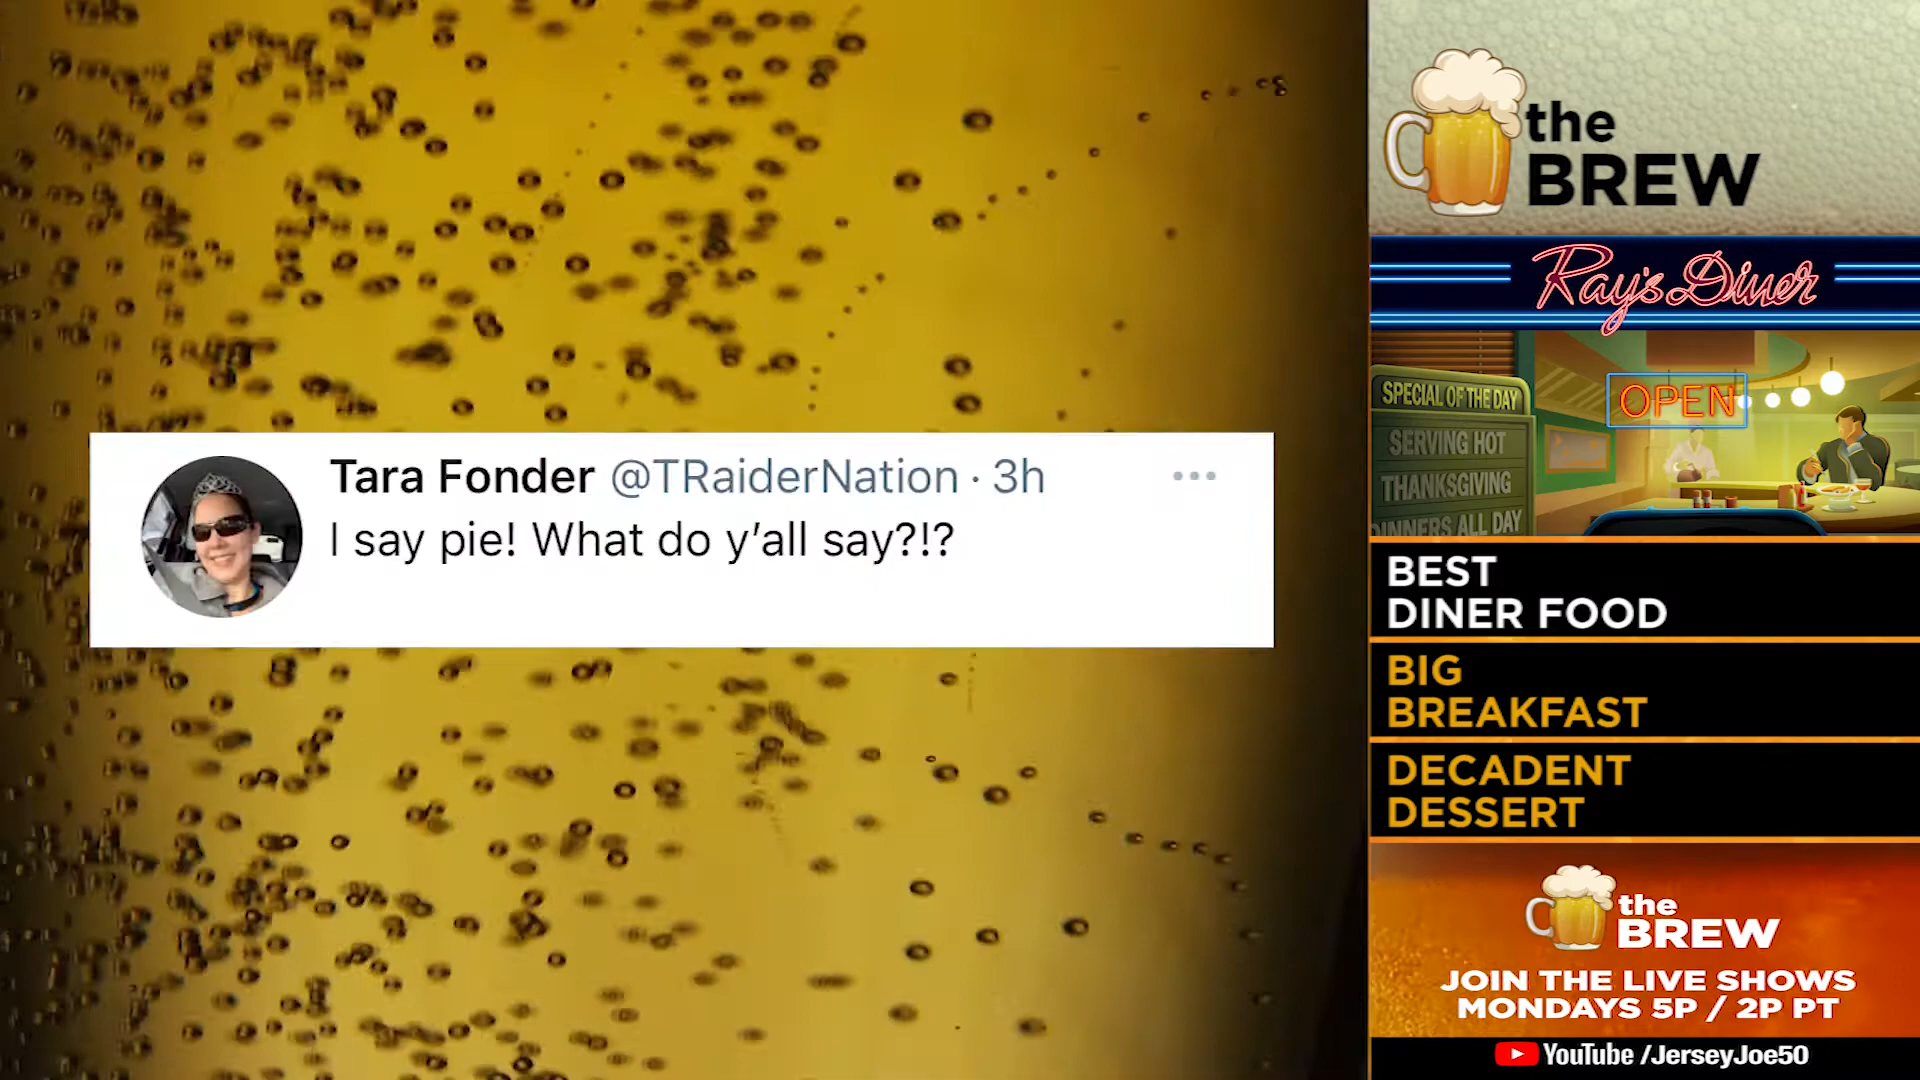 Tara Fonder @TRaiderNation · 3h
I say pie! What do y’all say?!?
the
BREW
Ray's Diner
OPEN
SPECIAL OF THE DAY
SERVING HOT
THANKSGIVING
DINNERS ALL DAY
BEST
DINER FOOD
BIG
BREAKFAST
DECADENT
DESSERT
the
BREW
JOIN THE LIVE SHOWS
MONDAYS 5P / 2P PT
YouTube /JerseyJoe50